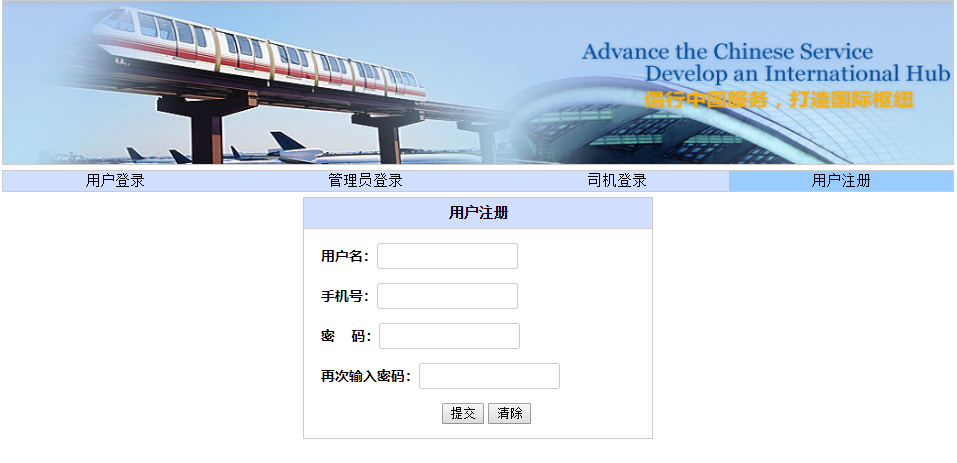 Advance the Chinese Service
Develop an International Hub
倡行中国服务，打造国际枢纽
用户登录 管理员登录 司机登录 用户注册
用户注册
用户名：
手机号：
密 码：
再次输入密码：
提交 清除